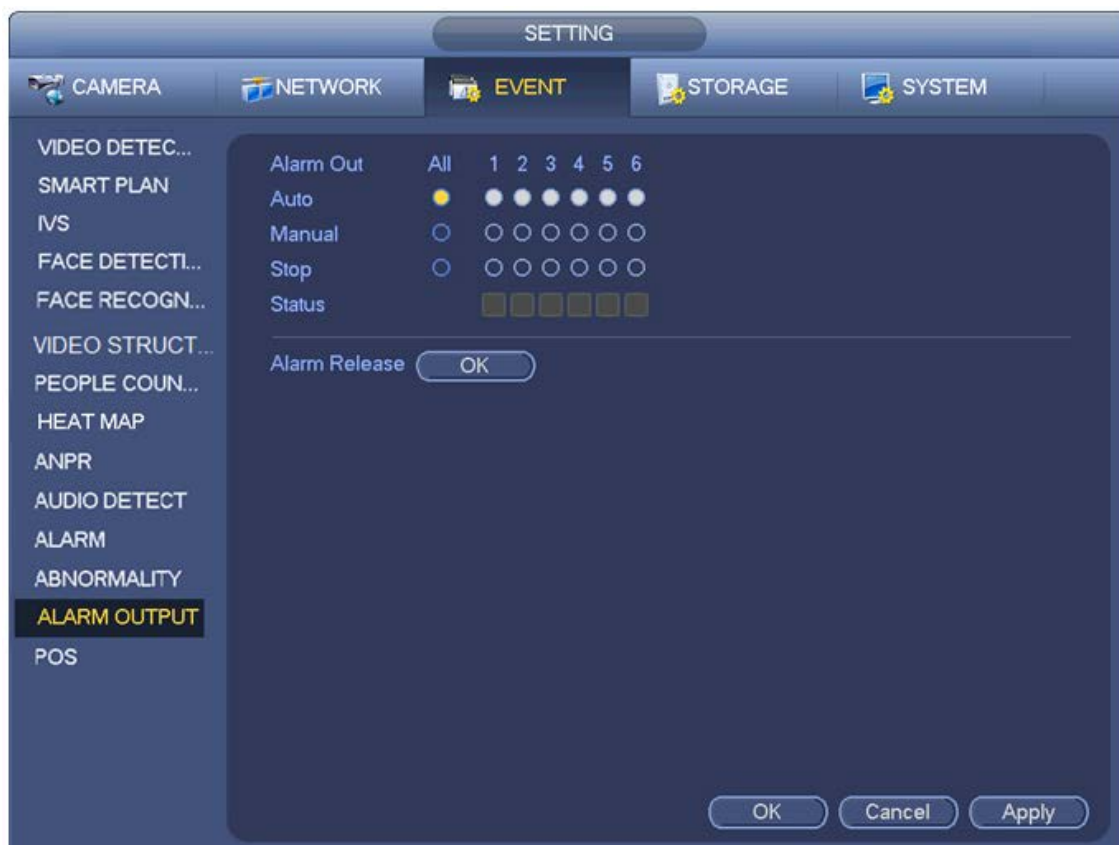 SETTING
CAMERA NETWORK EVENT STORAGE SYSTEM
VIDEO DETEC...
SMART PLAN
IVS
FACE DETECTI...
FACE RECOGN...
VIDEO STRUCT...
PEOPLE COUN...
HEAT MAP
ANPR
AUDIO DETECT
ALARM
ABNORMALITY
ALARM OUTPUT
POS
Alarm Out All 1 2 3 4 5 6
Auto
Manual
Stop
Status
Alarm Release OK
OK Cancel Apply